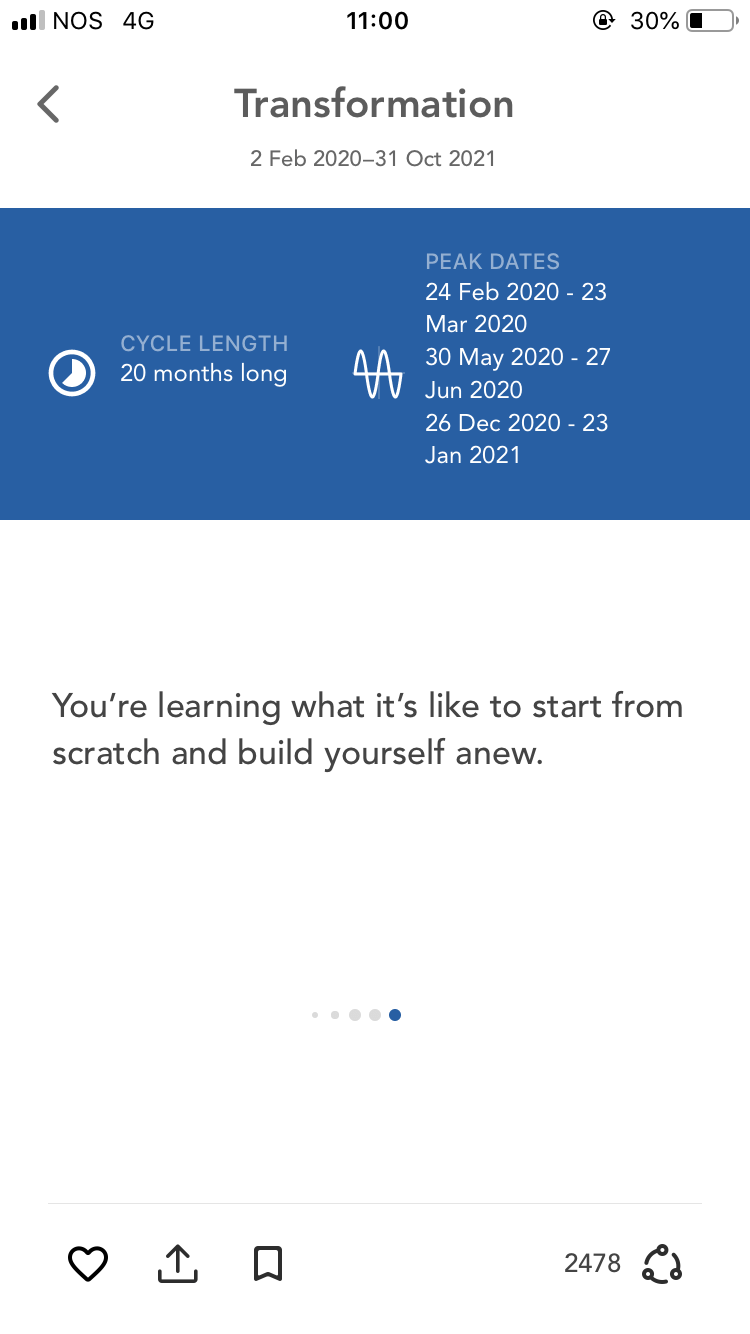 NOS 4G 11:00 30%
Transformation
2 Feb 2020–31 Oct 2021
CYCLE LENGTH
20 months long
PEAK DATES
24 Feb 2020 - 23
Mar 2020
30 May 2020 - 27
Jun 2020
26 Dec 2020 - 23
Jan 2021
You’re learning what it’s like to start from
scratch and build yourself anew.
2478